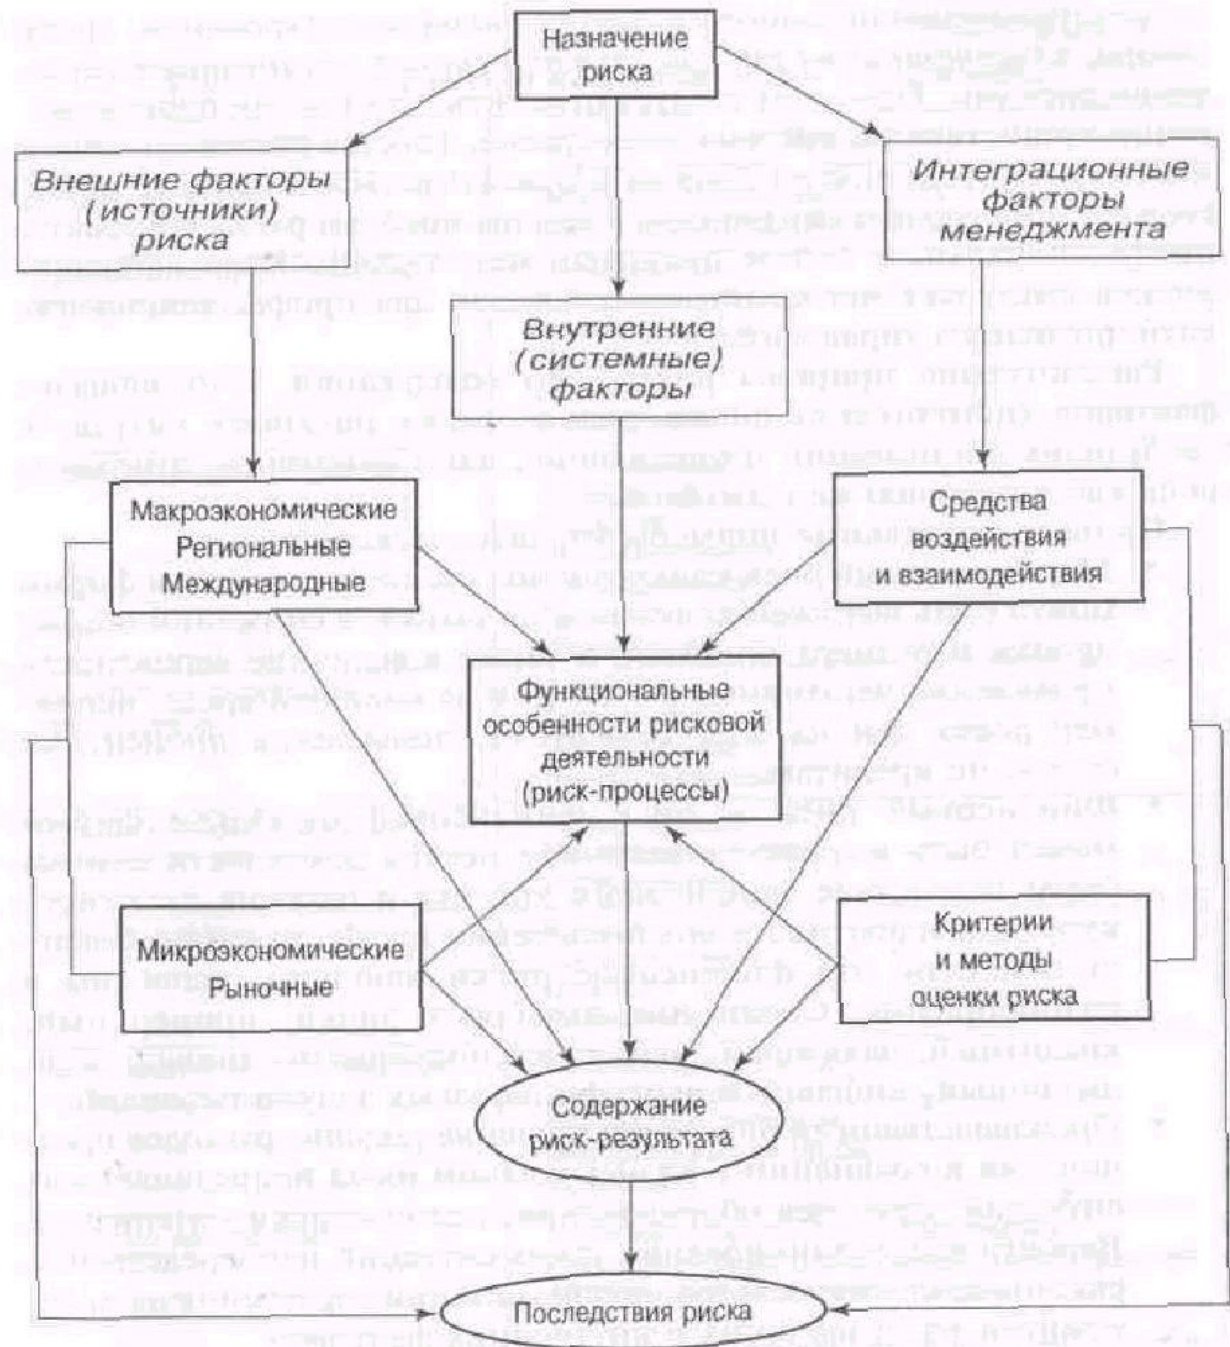 Назначение
риска
Внешние факторы
(источники)
риска
Интеграционные
факторы
менеджмента
Внутренние
(системные)
факторы
Макроэкономические
Региональные
Международные
Средства
воздействия
и взаимодействия
Функциональные
особенности рисковой
деятельности
(риск-процессы)
Микроэкономические
Рыночные
Критерии
и методы
оценки риска
Содержание
риск-результата
Последствия риска